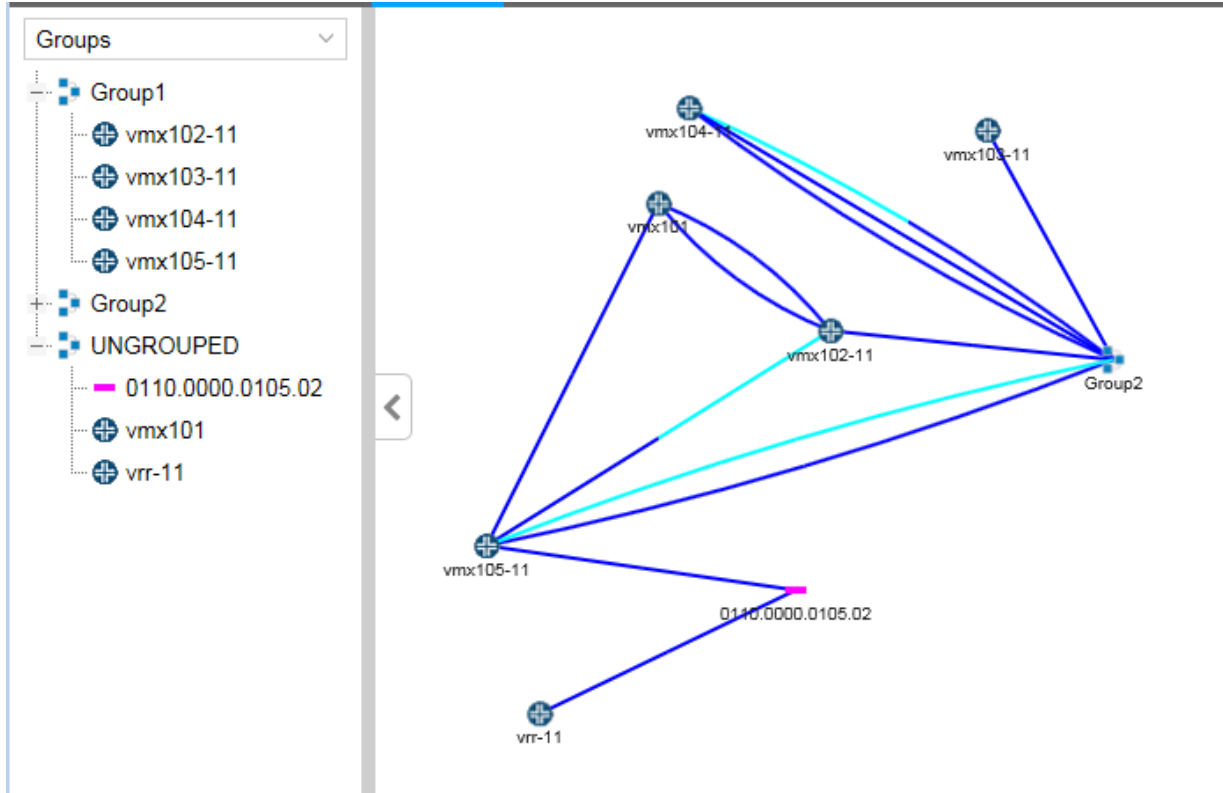 Groups
Group1
vmx102-11
vmx103-11
vmx104-11
vmx105-11
Group2
UNGROUPED
0110.0000.0105.02
vmx101
vrr-11
vmx104-11
vmx103-11
vmx101
vmx102-11
Group2
vmx105-11
0110.0000.0105.02
vrr-11